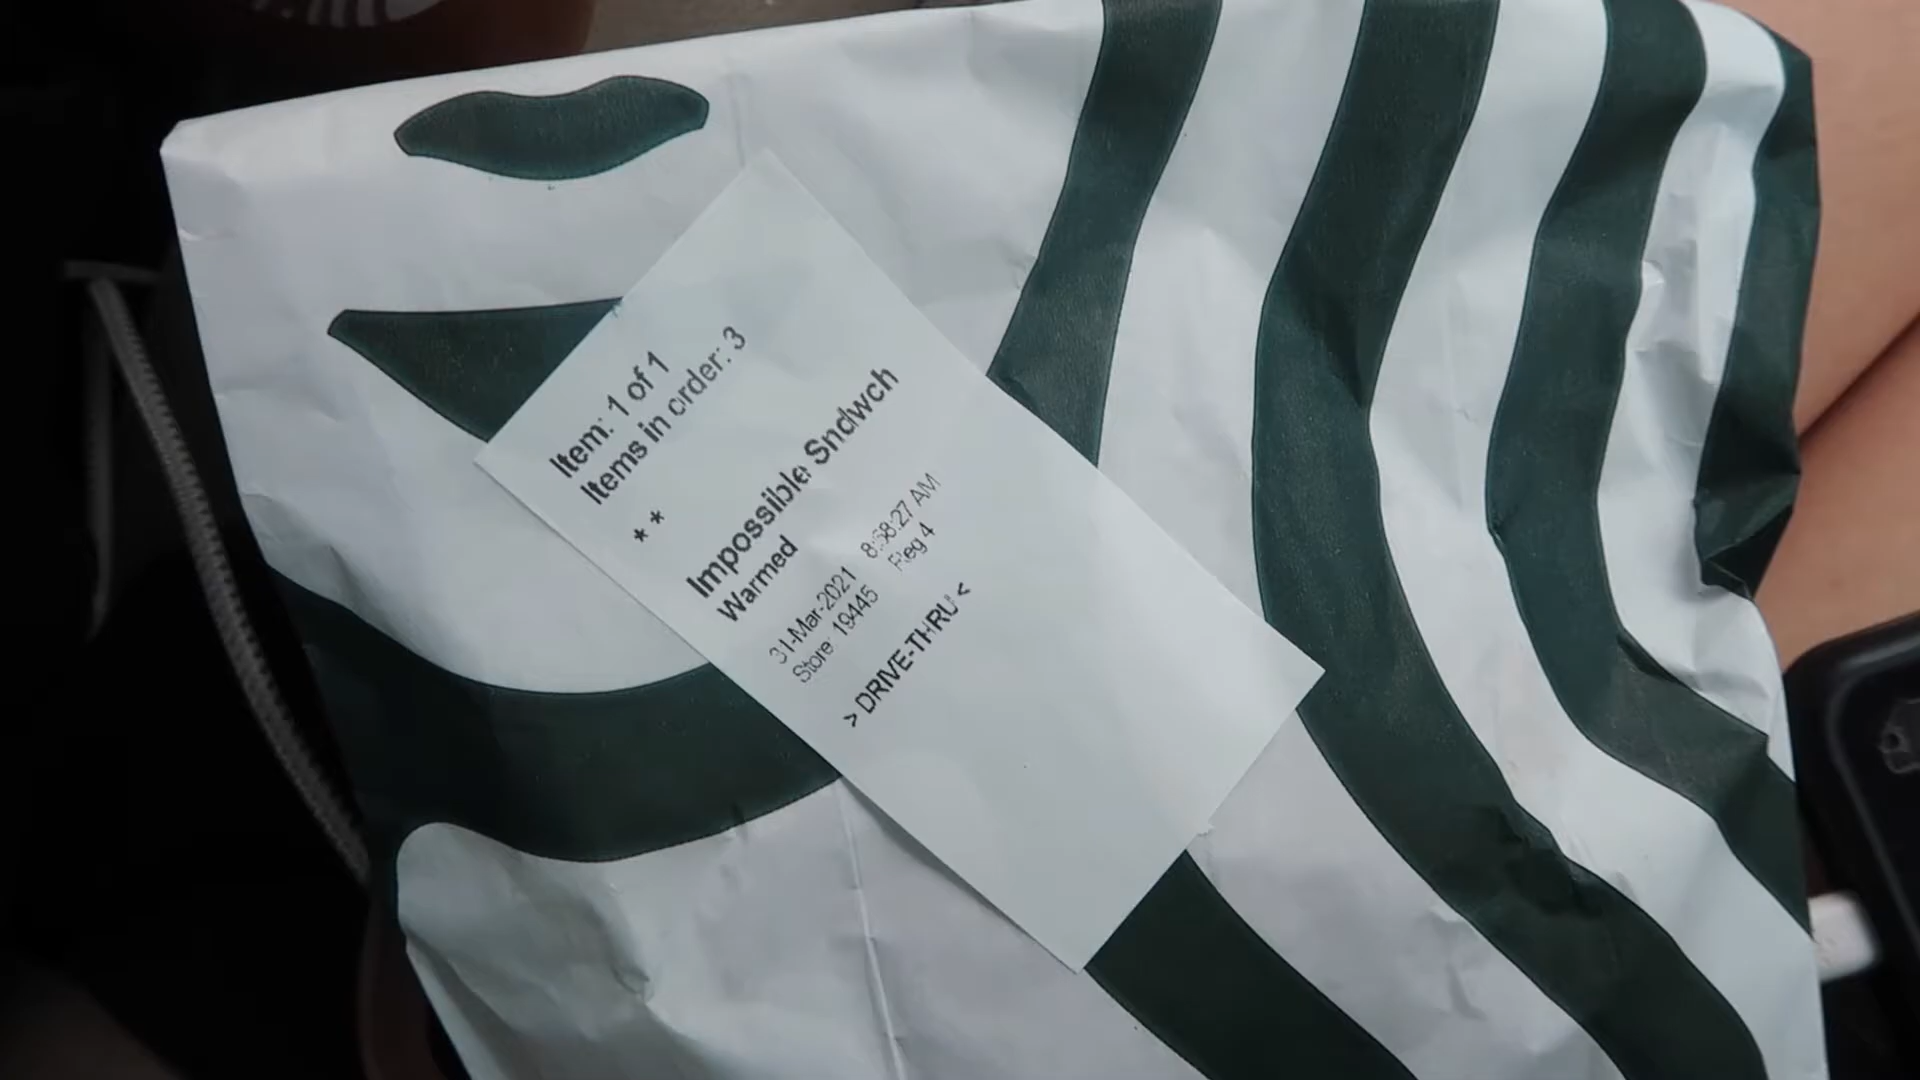 Item: 1 of 1
Items in order: 3
* *
Impossible Sndwch
Warmed
31-Mar-2021 8:58:27 AM
Store 19445 Reg 4
> DRIVE-THRU <